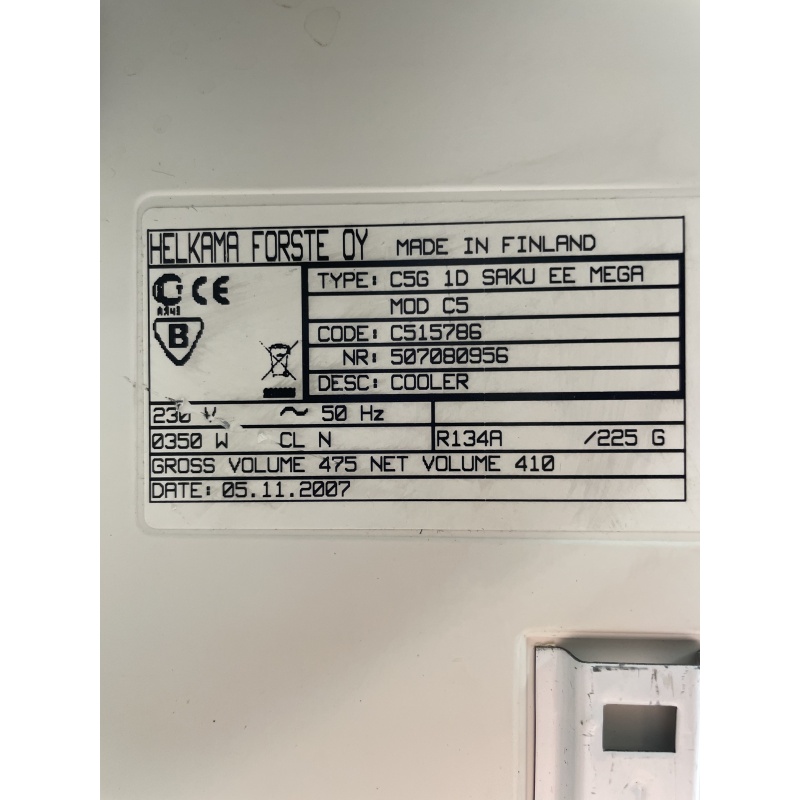 HELKAMA FORSTE OY MADE IN FINLAND
TYPE: C5G 1D SAKU EE MEGA
MOD C5
CODE: C515786
NR: 507080956
DESC: COOLER
CE
B
230 V ~ 50 Hz
0350 W CL N R134A /225 G
GROSS VOLUME 475 NET VOLUME 410
DATE: 05.11.2007